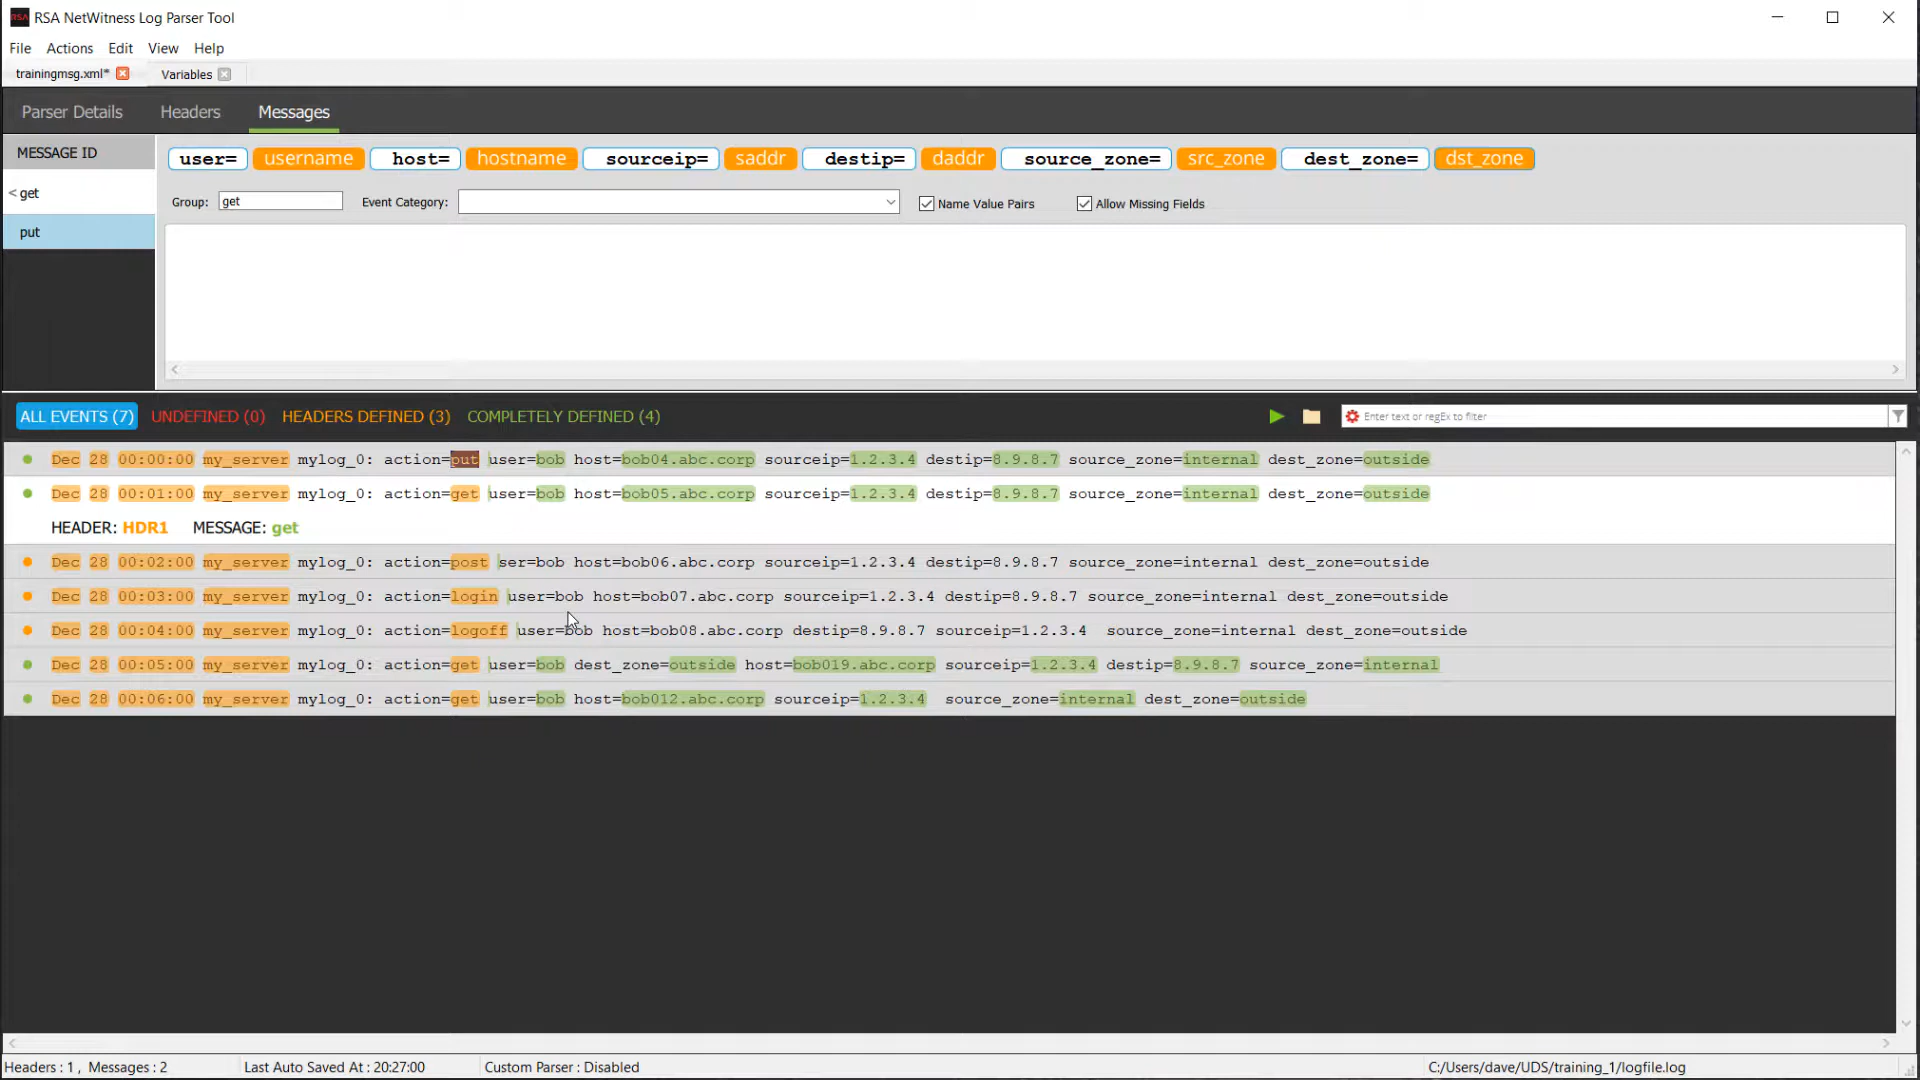 RSA RSA NetWitness Log Parser Tool
File Actions Edit View Help
trainingmsg.xml* Variables
Parser Details Headers Messages
MESSAGE ID user= username host= hostname sourceip= saddr destip= daddr source_zone= src_zone dest_zone= dst_zone
< get Group: get Event Category: Name Value Pairs Allow Missing Fields
put
ALL EVENTS (7) UNDEFINED (0) HEADERS DEFINED (3) COMPLETELY DEFINED (4) Enter text or regEx to filter
Dec 28 00:00:00 my_server mylog_0: action=put user=bob host=bob04.abc.corp sourceip=1.2.3.4 destip=8.9.8.7 source_zone=internal dest_zone=outside
Dec 28 00:01:00 my_server mylog_0: action=get user=bob host=bob05.abc.corp sourceip=1.2.3.4 destip=8.9.8.7 source_zone=internal dest_zone=outside
HEADER: HDR1 MESSAGE: get
Dec 28 00:02:00 my_server mylog_0: action=post ser=bob host=bob06.abc.corp sourceip=1.2.3.4 destip=8.9.8.7 source_zone=internal dest_zone=outside
Dec 28 00:03:00 my_server mylog_0: action=login user=bob host=bob07.abc.corp sourceip=1.2.3.4 destip=8.9.8.7 source_zone=internal dest_zone=outside
Dec 28 00:04:00 my_server mylog_0: action=logoff user=bob host=bob08.abc.corp destip=8.9.8.7 sourceip=1.2.3.4 source_zone=internal dest_zone=outside
Dec 28 00:05:00 my_server mylog_0: action=get user=bob dest_zone=outside host=bob019.abc.corp sourceip=1.2.3.4 destip=8.9.8.7 source_zone=internal
Dec 28 00:06:00 my_server mylog_0: action=get user=bob host=bob012.abc.corp sourceip=1.2.3.4 source_zone=internal dest_zone=outside
Headers : 1 , Messages : 2 Last Auto Saved At : 20:27:00 Custom Parser : Disabled C:/Users/dave/UDS/training_1/logfile.log